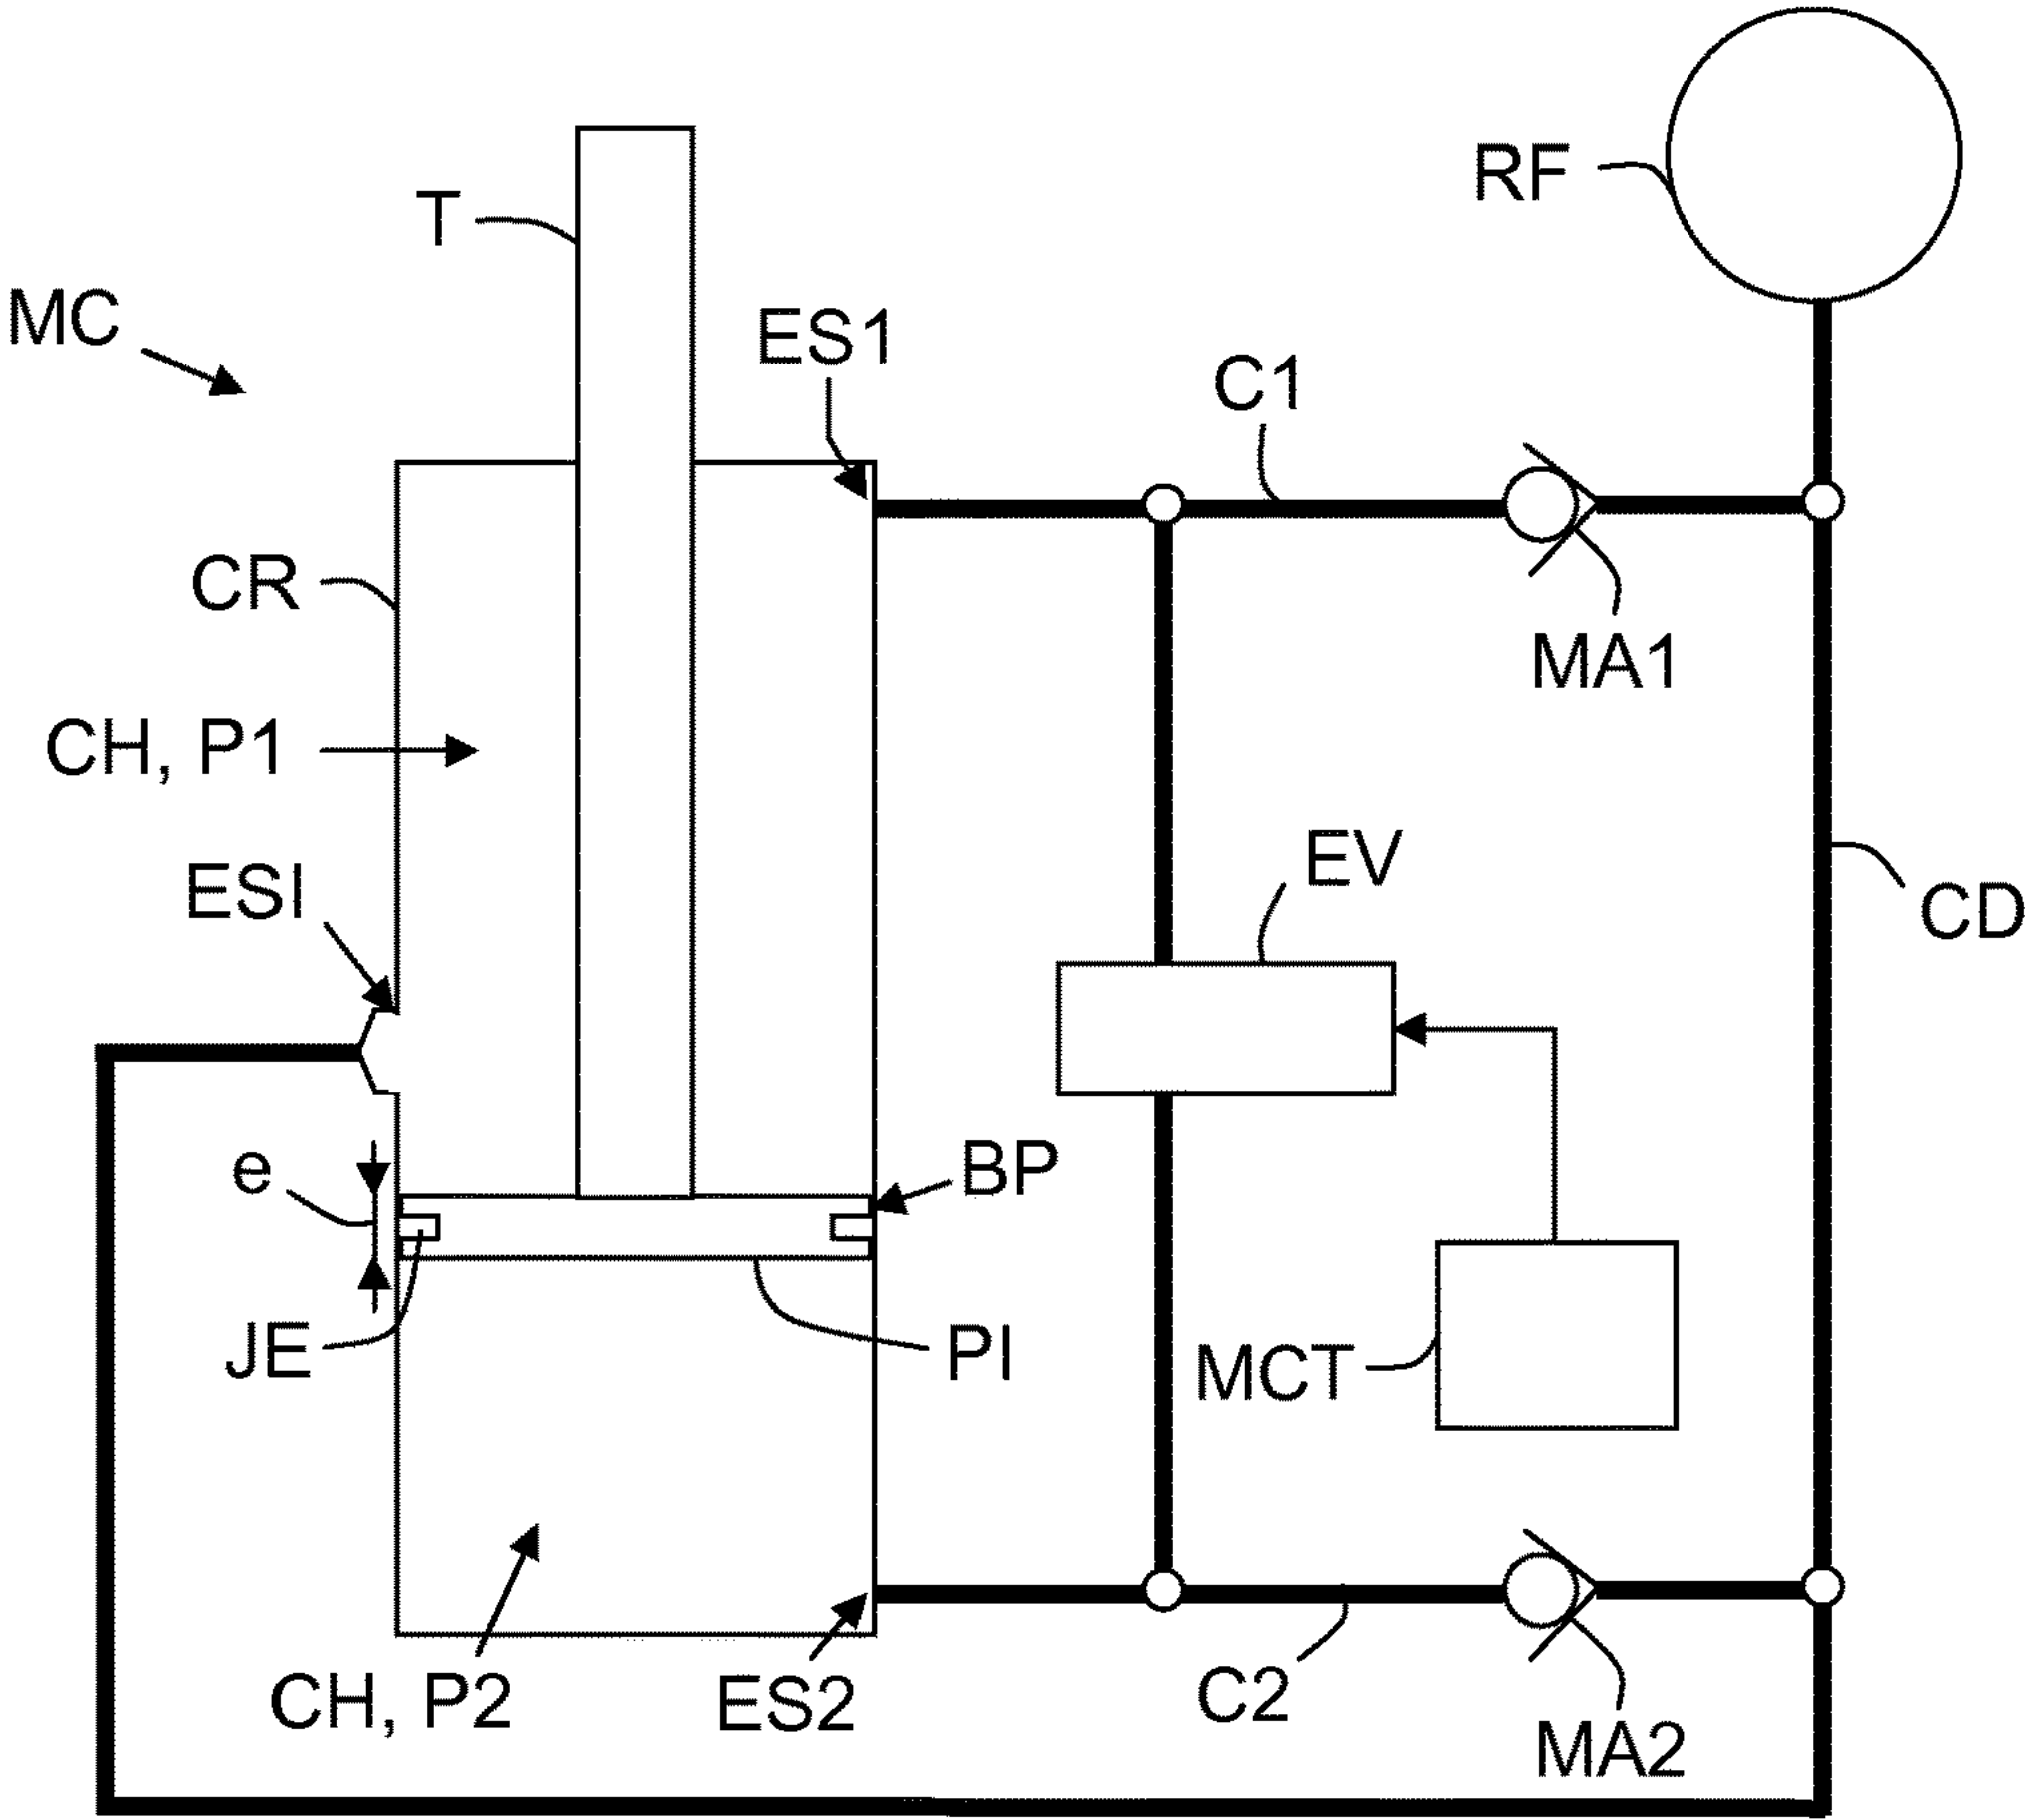 RF
T
MC
ES1
C1
CR
MA1
CH, P1
EV
ESI
CD
BP
e
JE
PI
MCT
CH, P2
ES2
C2
MA2